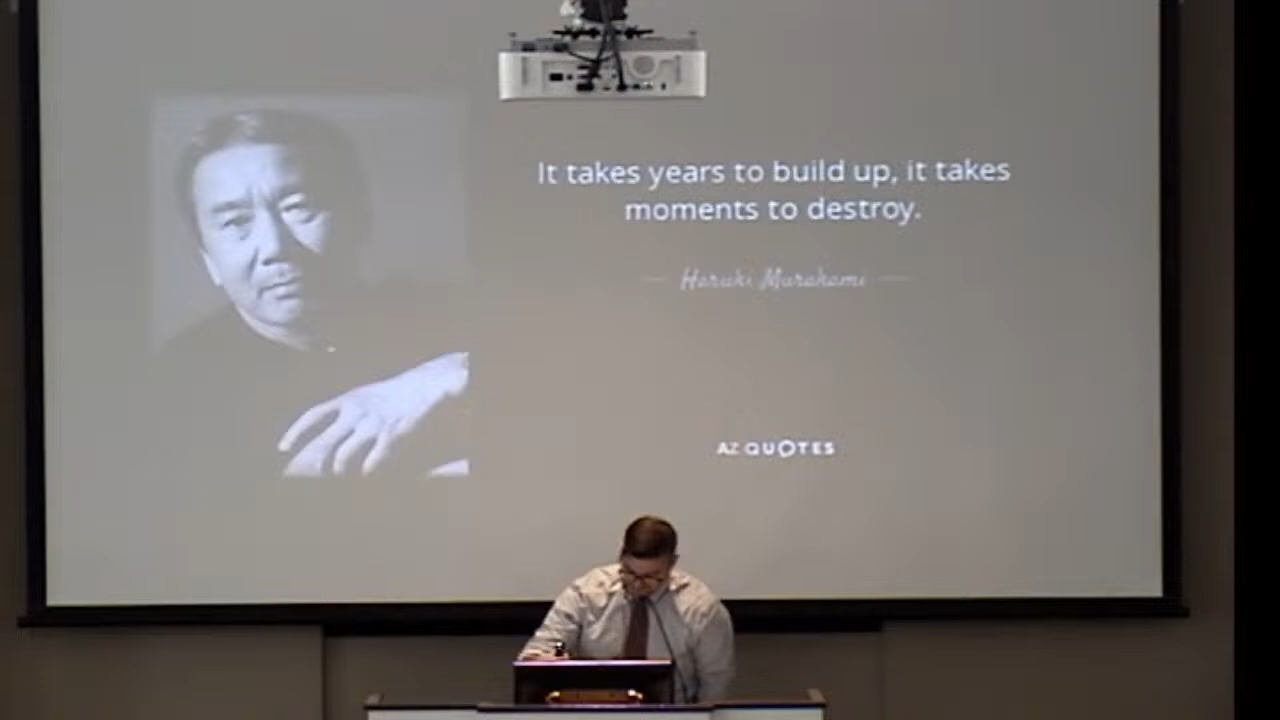 It takes years to build up, it takes
moments to destroy.
Haruki Murakami
AZ QUOTES